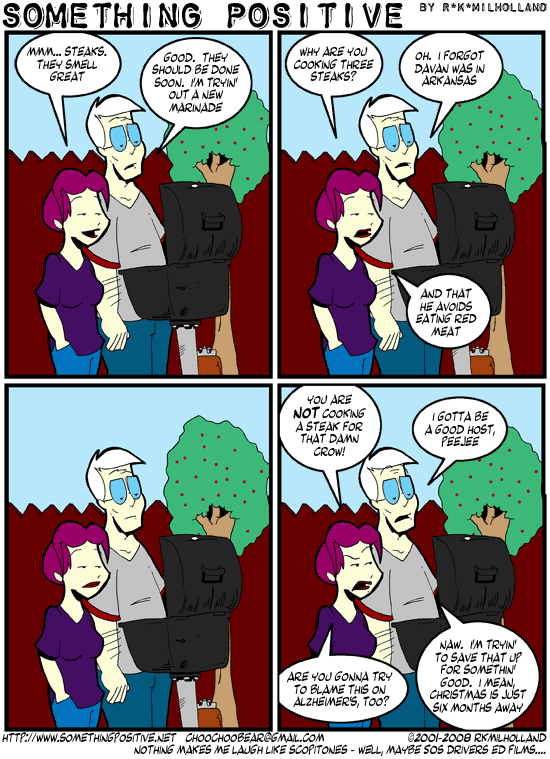 SOMETHING POSITIVE
BY R*K*MILHOLLAND
MMM... STEAKS.
THEY SMELL
GREAT
GOOD. THEY
SHOULD BE DONE
SOON. I'M TRYIN'
OUT A NEW
MARINADE
WHY ARE YOU
COOKING THREE
STEAKS?
OH. I FORGOT
DAVAN WAS IN
ARKANSAS
AND THAT
HE AVOIDS
EATING RED
MEAT
YOU ARE
NOT COOKING
A STEAK FOR
THAT DAMN
CROW!
I GOTTA BE
A GOOD HOST,
PEEJEE
ARE YOU GONNA TRY
TO BLAME THIS ON
ALZHEIMER'S, TOO?
NAW. I'M TRYIN'
TO SAVE THAT UP
FOR SOMETHIN'
GOOD. I MEAN,
CHRISTMAS IS JUST
SIX MONTHS AWAY
HTTP://WWW.SOMETHINGPOSITIVE.NET CHOOCHOOBEAR@GMAIL.COM ©2001-2008 RKMILHOLLAND
NOTHING MAKES ME LAUGH LIKE SCOPITONES - WELL, MAYBE 50S DRIVERS ED FILMS....